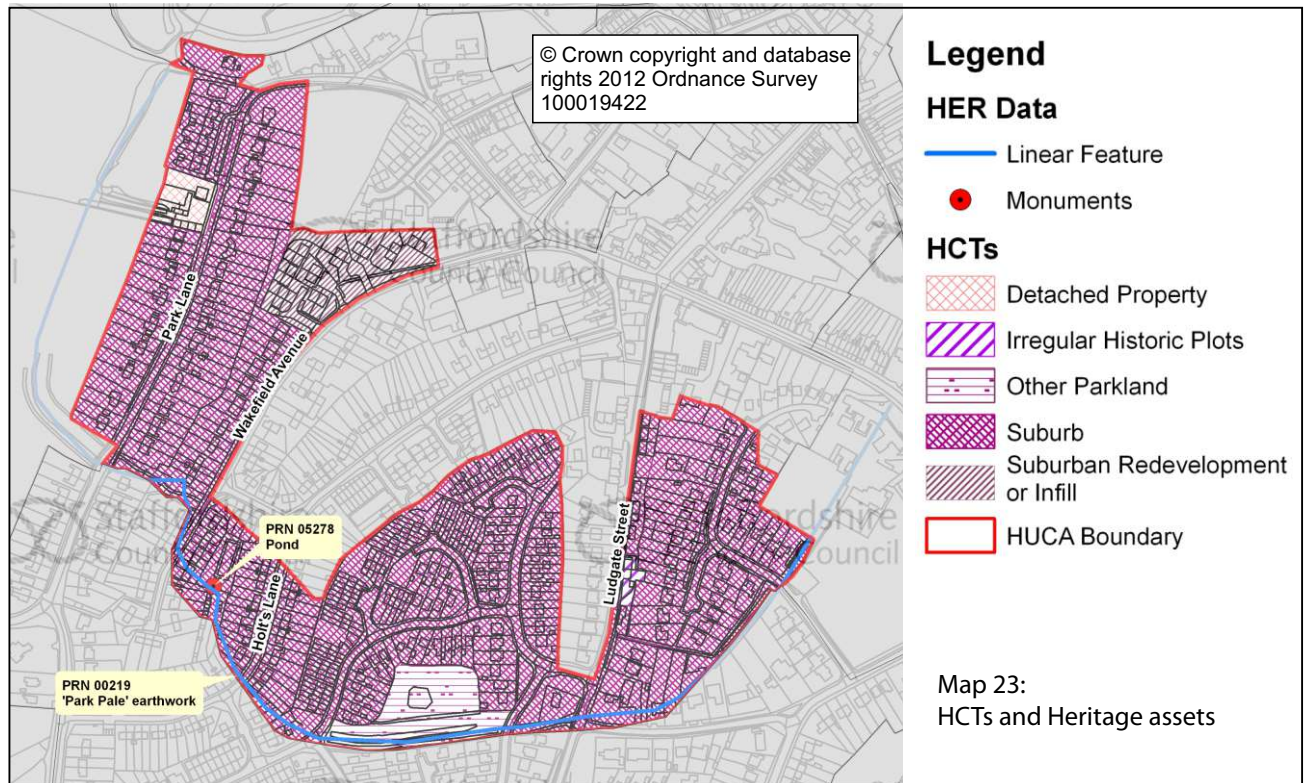 © Crown copyright and database
rights 2012 Ordnance Survey
100019422
Legend
HER Data
Linear Feature
Monuments
HCTs
Detached Property
Irregular Historic Plots
Other Parkland
Suburb
Suburban Redevelopment
or Infill
HUCA Boundary
Park Lane
Wakefield Avenue
PRN 05278
Pond
Holt's Lane
Ludgate Street
PRN 00219
'Park Pale' earthwork
Map 23:
HCTs and Heritage assets